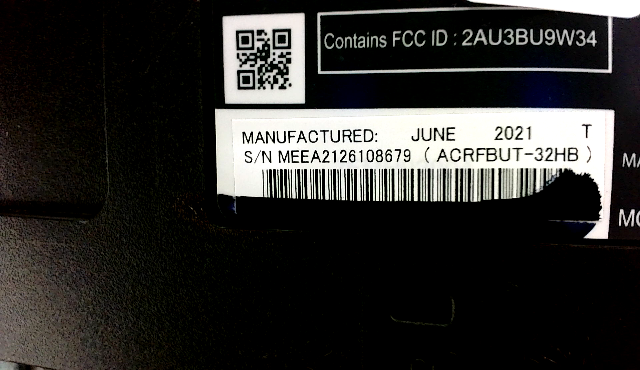 Contains FCC ID : 2AU3BU9W34
MANUFACTURED: JUNE 2021 T
S/N MEEA2126108679 ( ACRFBUT-32HB )